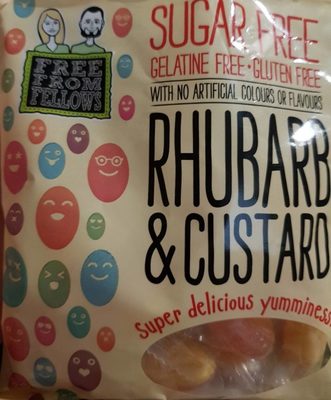 FREE
FROM
FELLOWS
SUGAR FREE
GELATINE FREE · GLUTEN FREE
WITH NO ARTIFICIAL COLOURS OR FLAVOURS
RHUBARB
& CUSTARD
Super delicious yumminess